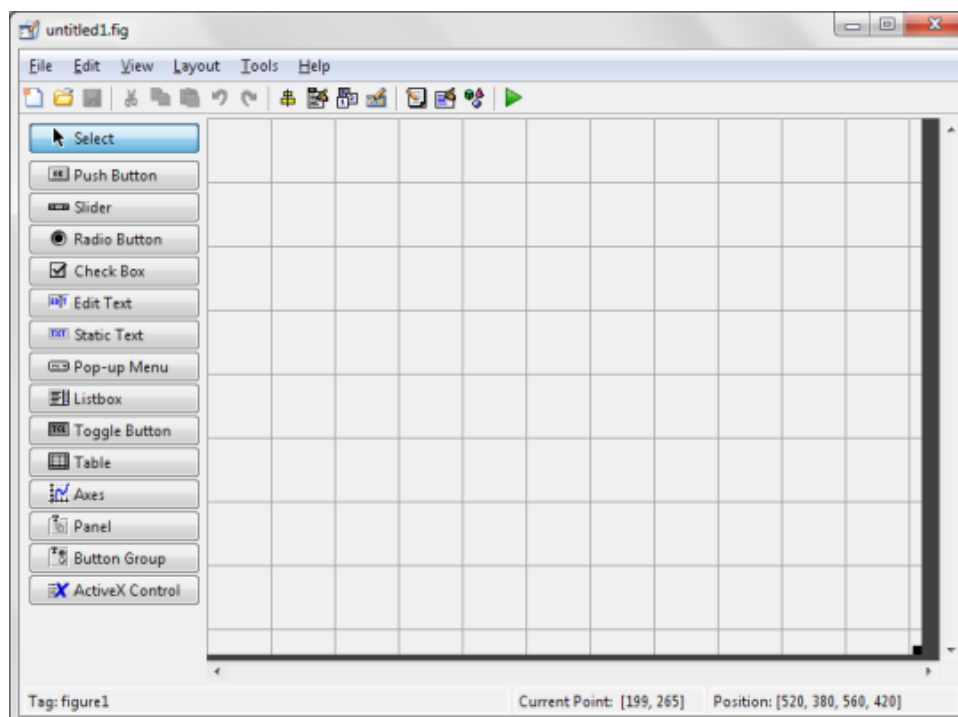 untitled1.fig
File Edit View Layout Tools Help
Select
Push Button
Slider
Radio Button
Check Box
Edit Text
Static Text
Pop-up Menu
Listbox
Toggle Button
Table
Axes
Panel
Button Group
ActiveX Control
Tag: figure1 Current Point: [199, 265] Position: [520, 380, 560, 420]